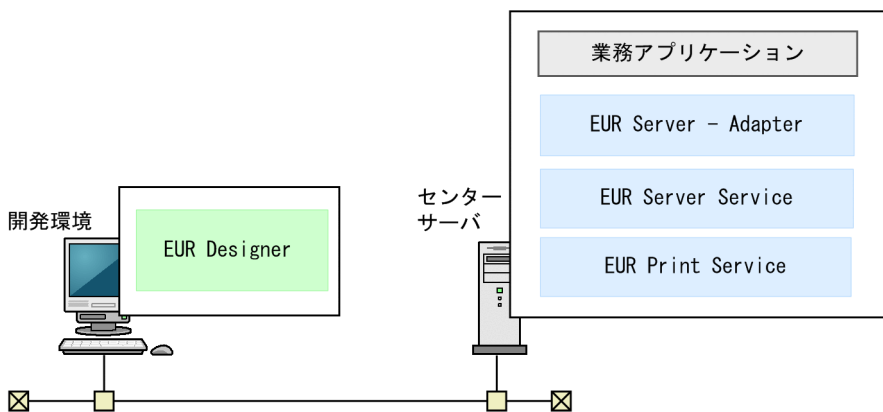 業務アプリケーション
EUR Server － Adapter
EUR Server Service
EUR Print Service
センター
サーバ
開発環境
EUR Designer